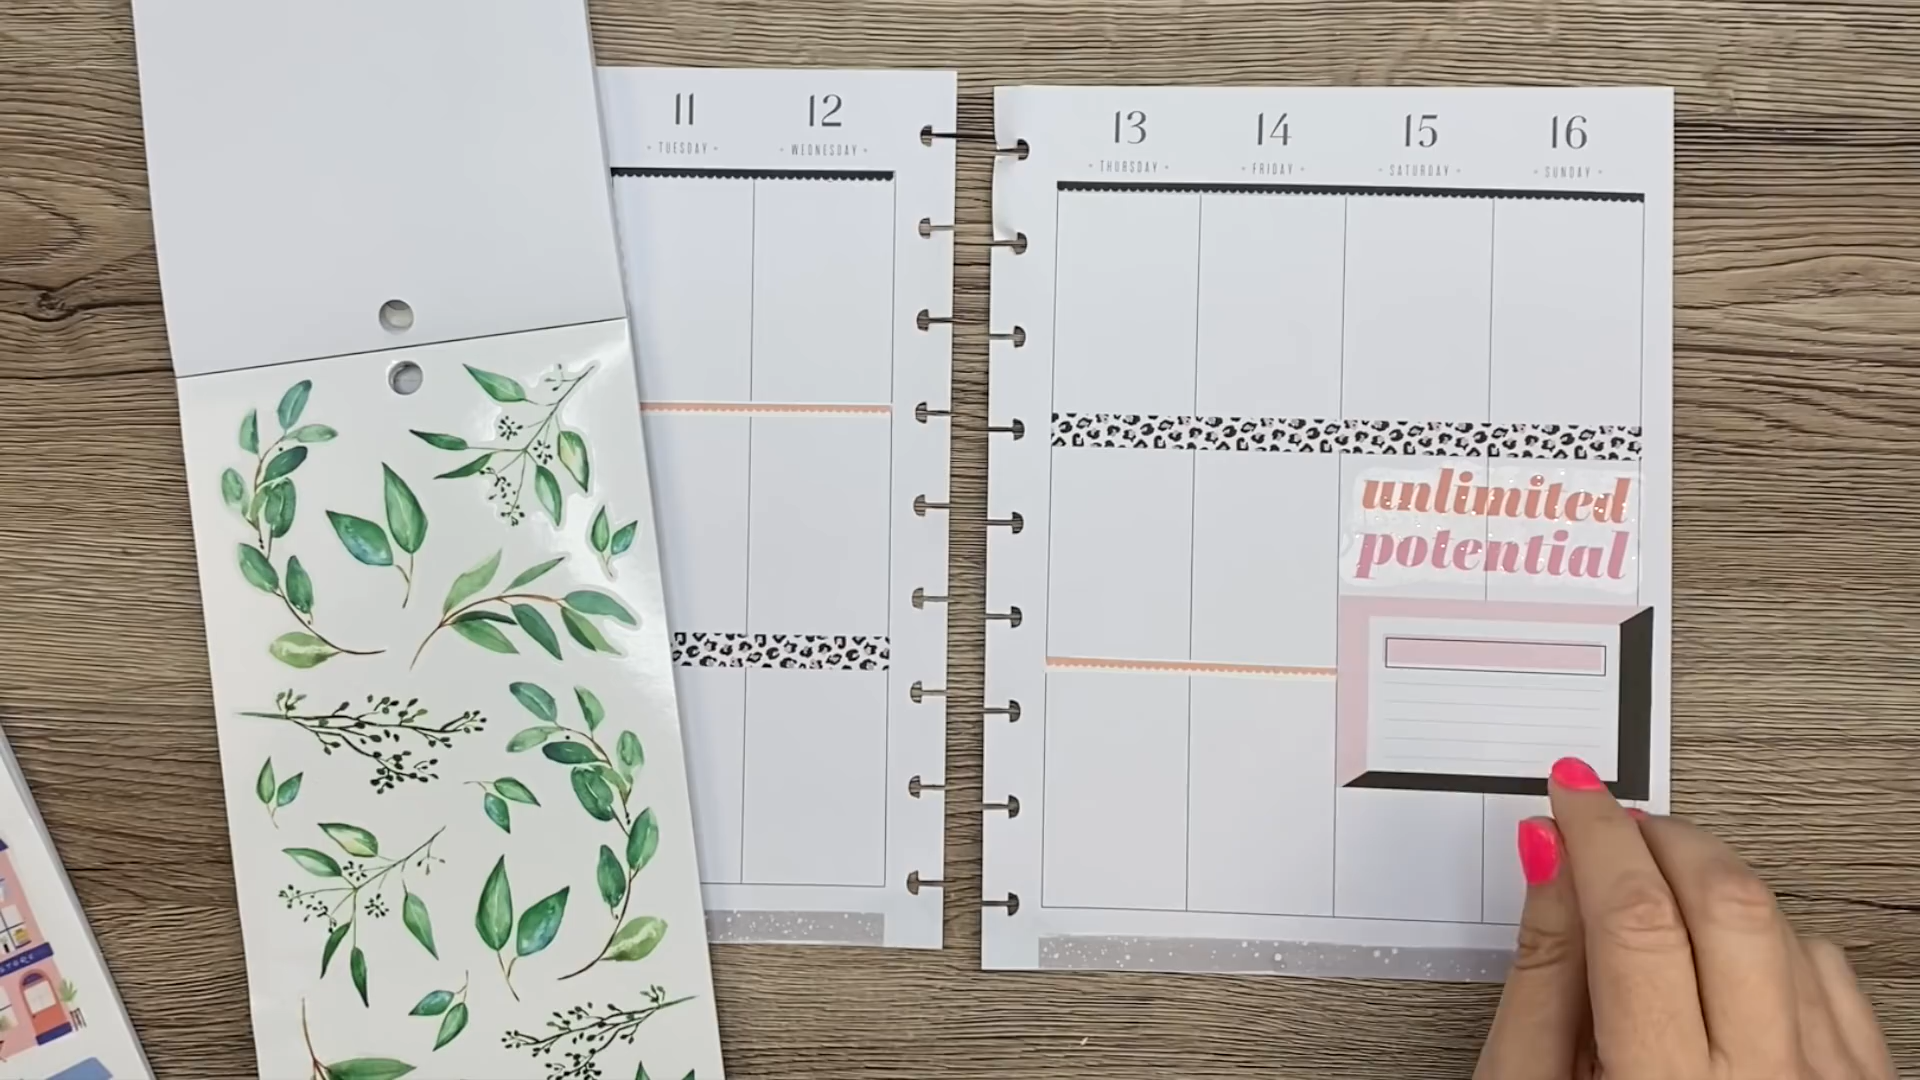 11 12
TUESDAY WEDNESDAY
13 14 15 16
THURSDAY FRIDAY SATURDAY SUNDAY
unlimited
potential